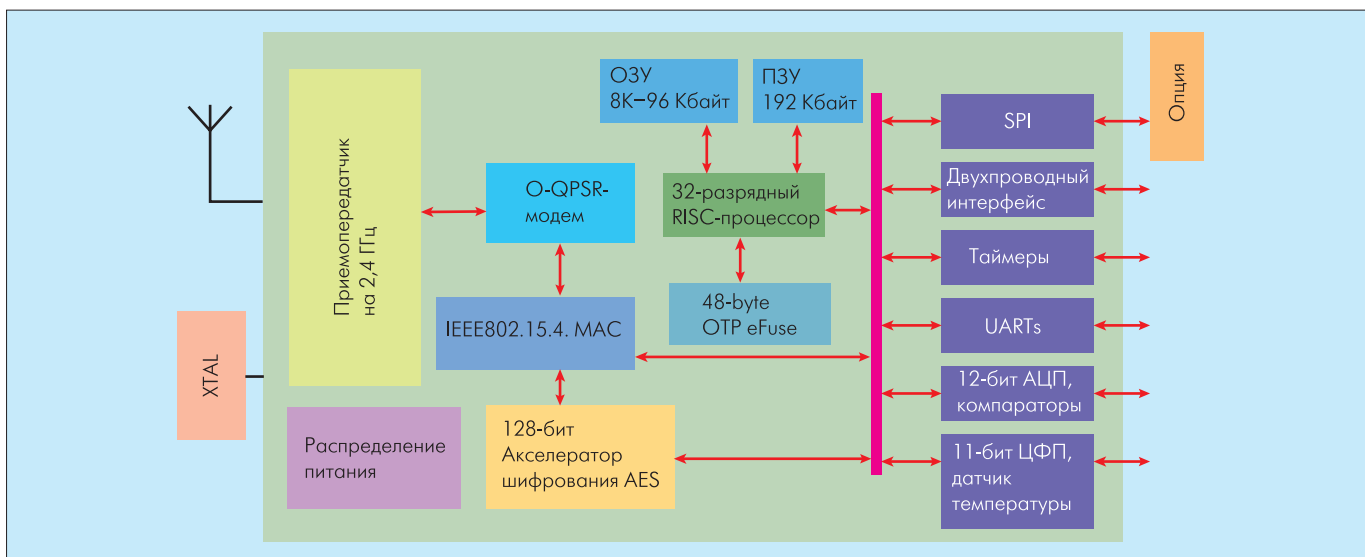 Приемопередатчик
на 2,4 ГГц
XTAL
Распределение
питания
O-QPSR-
модем
IEEE802.15.4. MAC
128-бит
Акселератор
шифрования AES
ОЗУ
8К–96 Кбайт
ПЗУ
192 Кбайт
32-разрядный
RISC-процессор
48-byte
OTP eFuse
SPI
Двухпроводный
интерфейс
Таймеры
UARTs
12-бит АЦП,
компараторы
11-бит ЦФП,
датчик
температуры
Опция